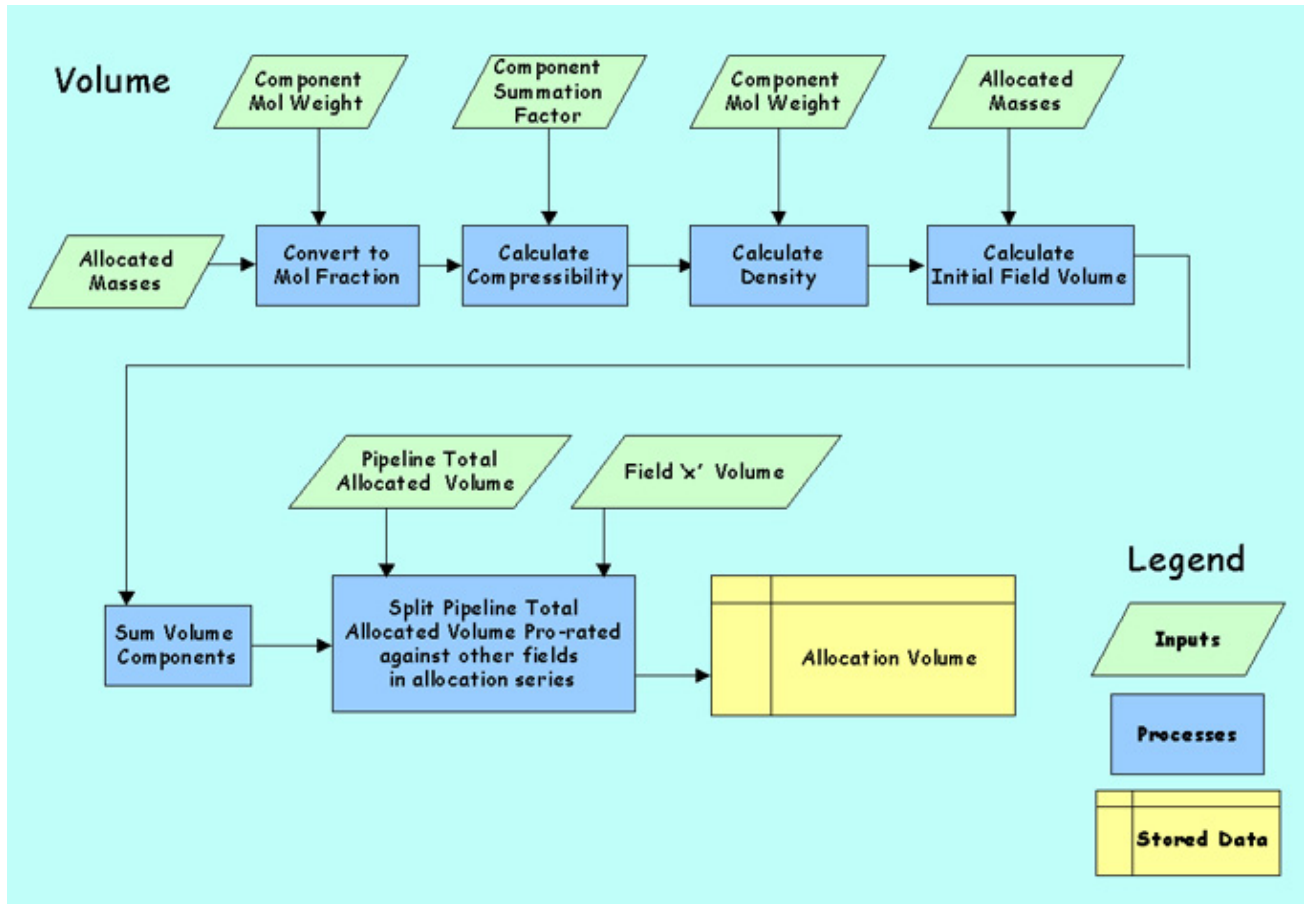 Volume
Component
Mol Weight
Component
Summation
Factor
Component
Mol Weight
Allocated
Masses
Allocated
Masses
Convert to
Mol Fraction
Calculate
Compressibility
Calculate
Density
Calculate
Initial Field Volume
Pipeline Total
Allocated Volume
Field 'x' Volume
Sum Volume
Components
Split Pipeline Total
Allocated Volume Pro-rated
against other fields
in allocation series
Allocation Volume
Legend
Inputs
Processes
Stored Data